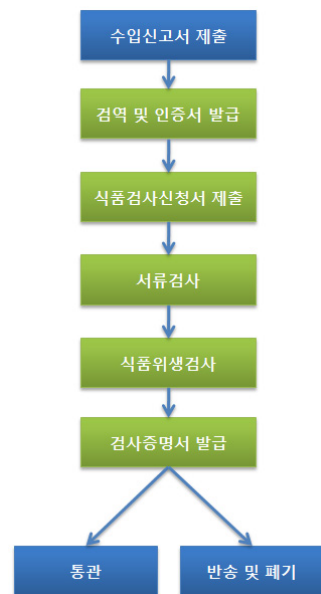 수입신고서 제출
검역 및 인증서 발급
식품검사신청서 제출
서류검사
식품위생검사
검사증명서 발급
통관
반송 및 폐기